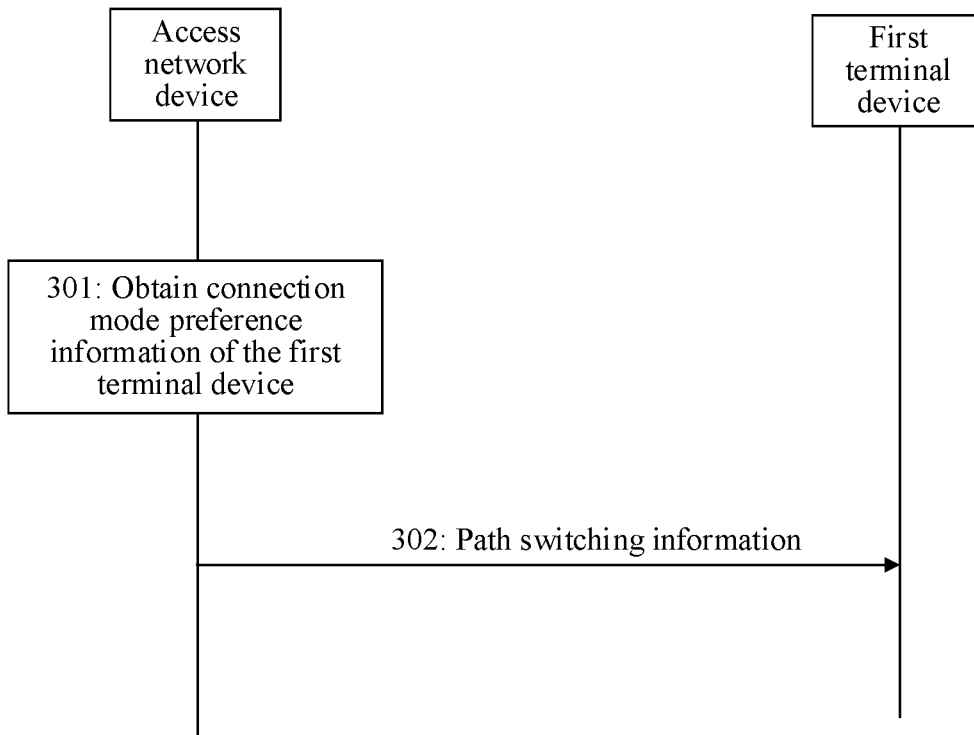 Access
network
device
First
terminal
device
301: Obtain connection
mode preference
information of the first
terminal device
302: Path switching information